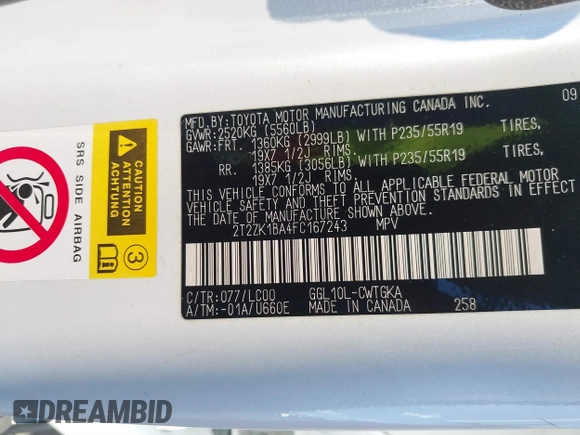 MFD.BY:TOYOTA MOTOR MANUFACTURING CANADA INC. 09
GVWR:2520KG (5560LB)
GAWR:FRT. 1360KG (2999LB) WITH P235/55R19 TIRES,
19X7 1/2J RIMS.
RR. 1385KG (3056LB) WITH P235/55R19 TIRES,
19X7 1/2J RIMS.
THIS VEHICLE CONFORMS TO ALL APPLICABLE FEDERAL MOTOR
VEHICLE SAFETY AND THEFT PREVENTION STANDARDS IN EFFECT
ON THE DATE OF MANUFACTURE SHOWN ABOVE.
2T2ZK1BA4FC167243 MPV
C/TR:077/LC00 GGL10L-CWTGKA
A/TM:-01A/U660E MADE IN CANADA 258
CAUTION
ATTENTION
PRECAUCION
3
SRS SIDE AIRBAG
DREAMBID